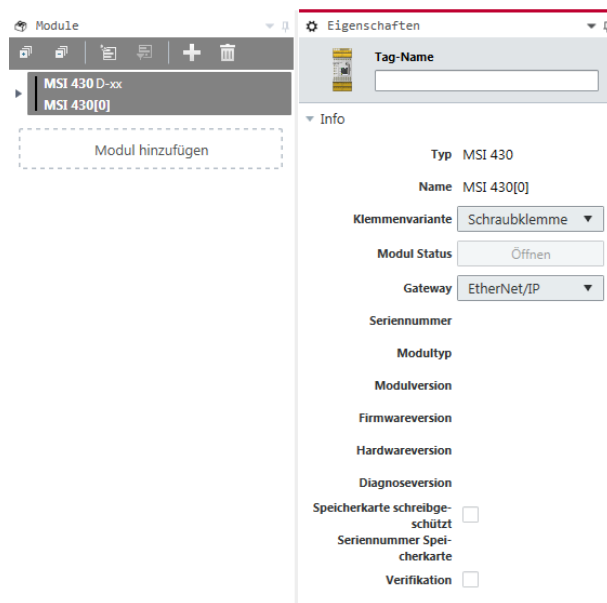 Module
MSI 430 D-xx
MSI 430[0]
Modul hinzufügen
Eigenschaften
Tag-Name
Info
Typ MSI 430
Name MSI 430[0]
Klemmenvariante Schraubklemme
Modul Status Öffnen
Gateway EtherNet/IP
Seriennummer
Modultyp
Modulversion
Firmwareversion
Hardwareversion
Diagnoseversion
Speicherkarte schreibge-
schützt
Seriennummer Spei-
cherkarte
Verifikation